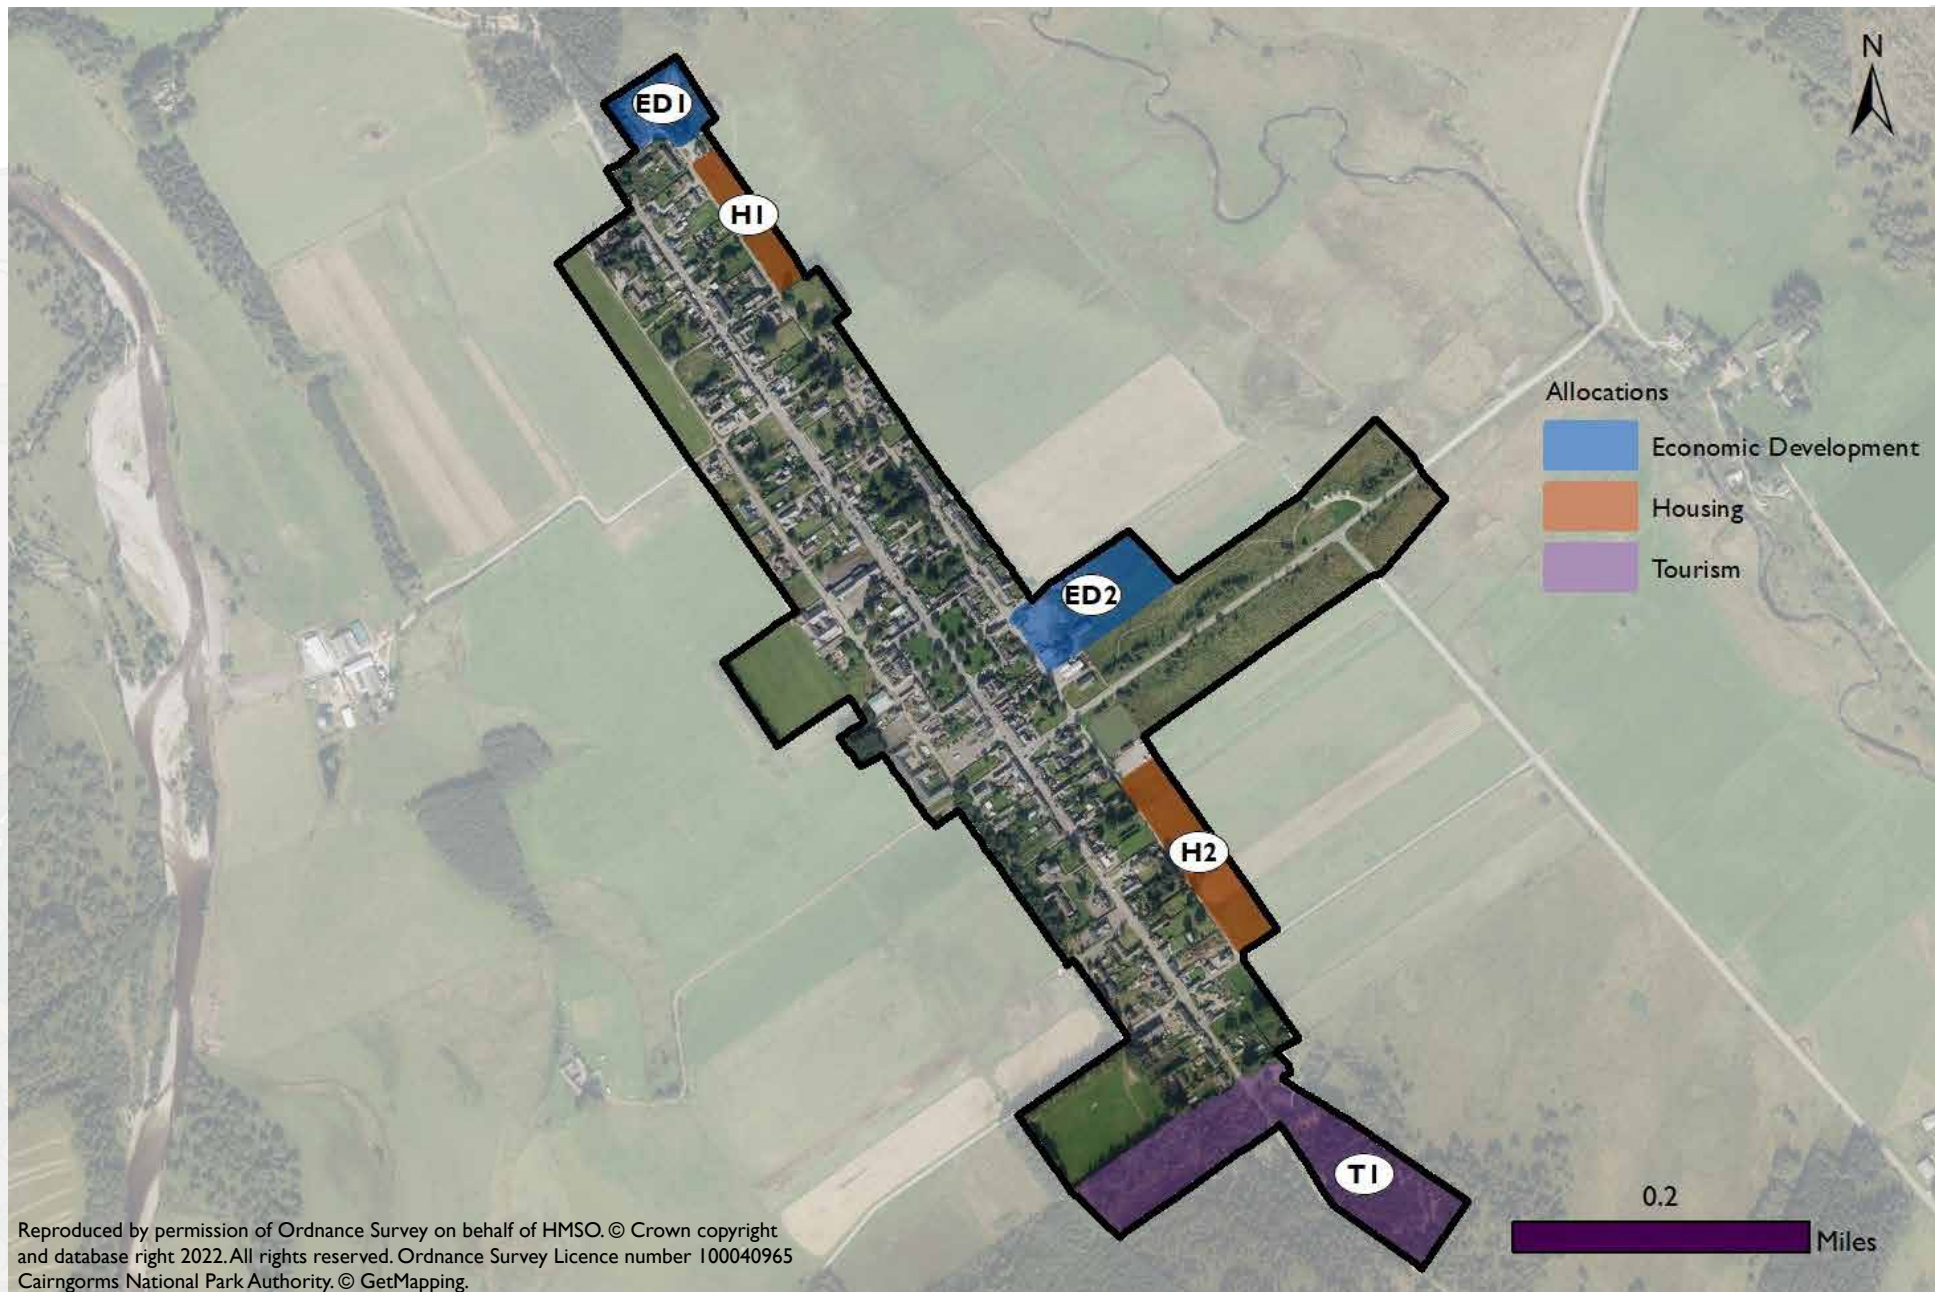 N
ED1
H1
Allocations
Economic Development
Housing
Tourism
ED2
H2
T1
0.2
Miles
Reproduced by permission of Ordnance Survey on behalf of HMSO. © Crown copyright
and database right 2022. All rights reserved. Ordnance Survey Licence number 100040965
Cairngorms National Park Authority. © GetMapping.